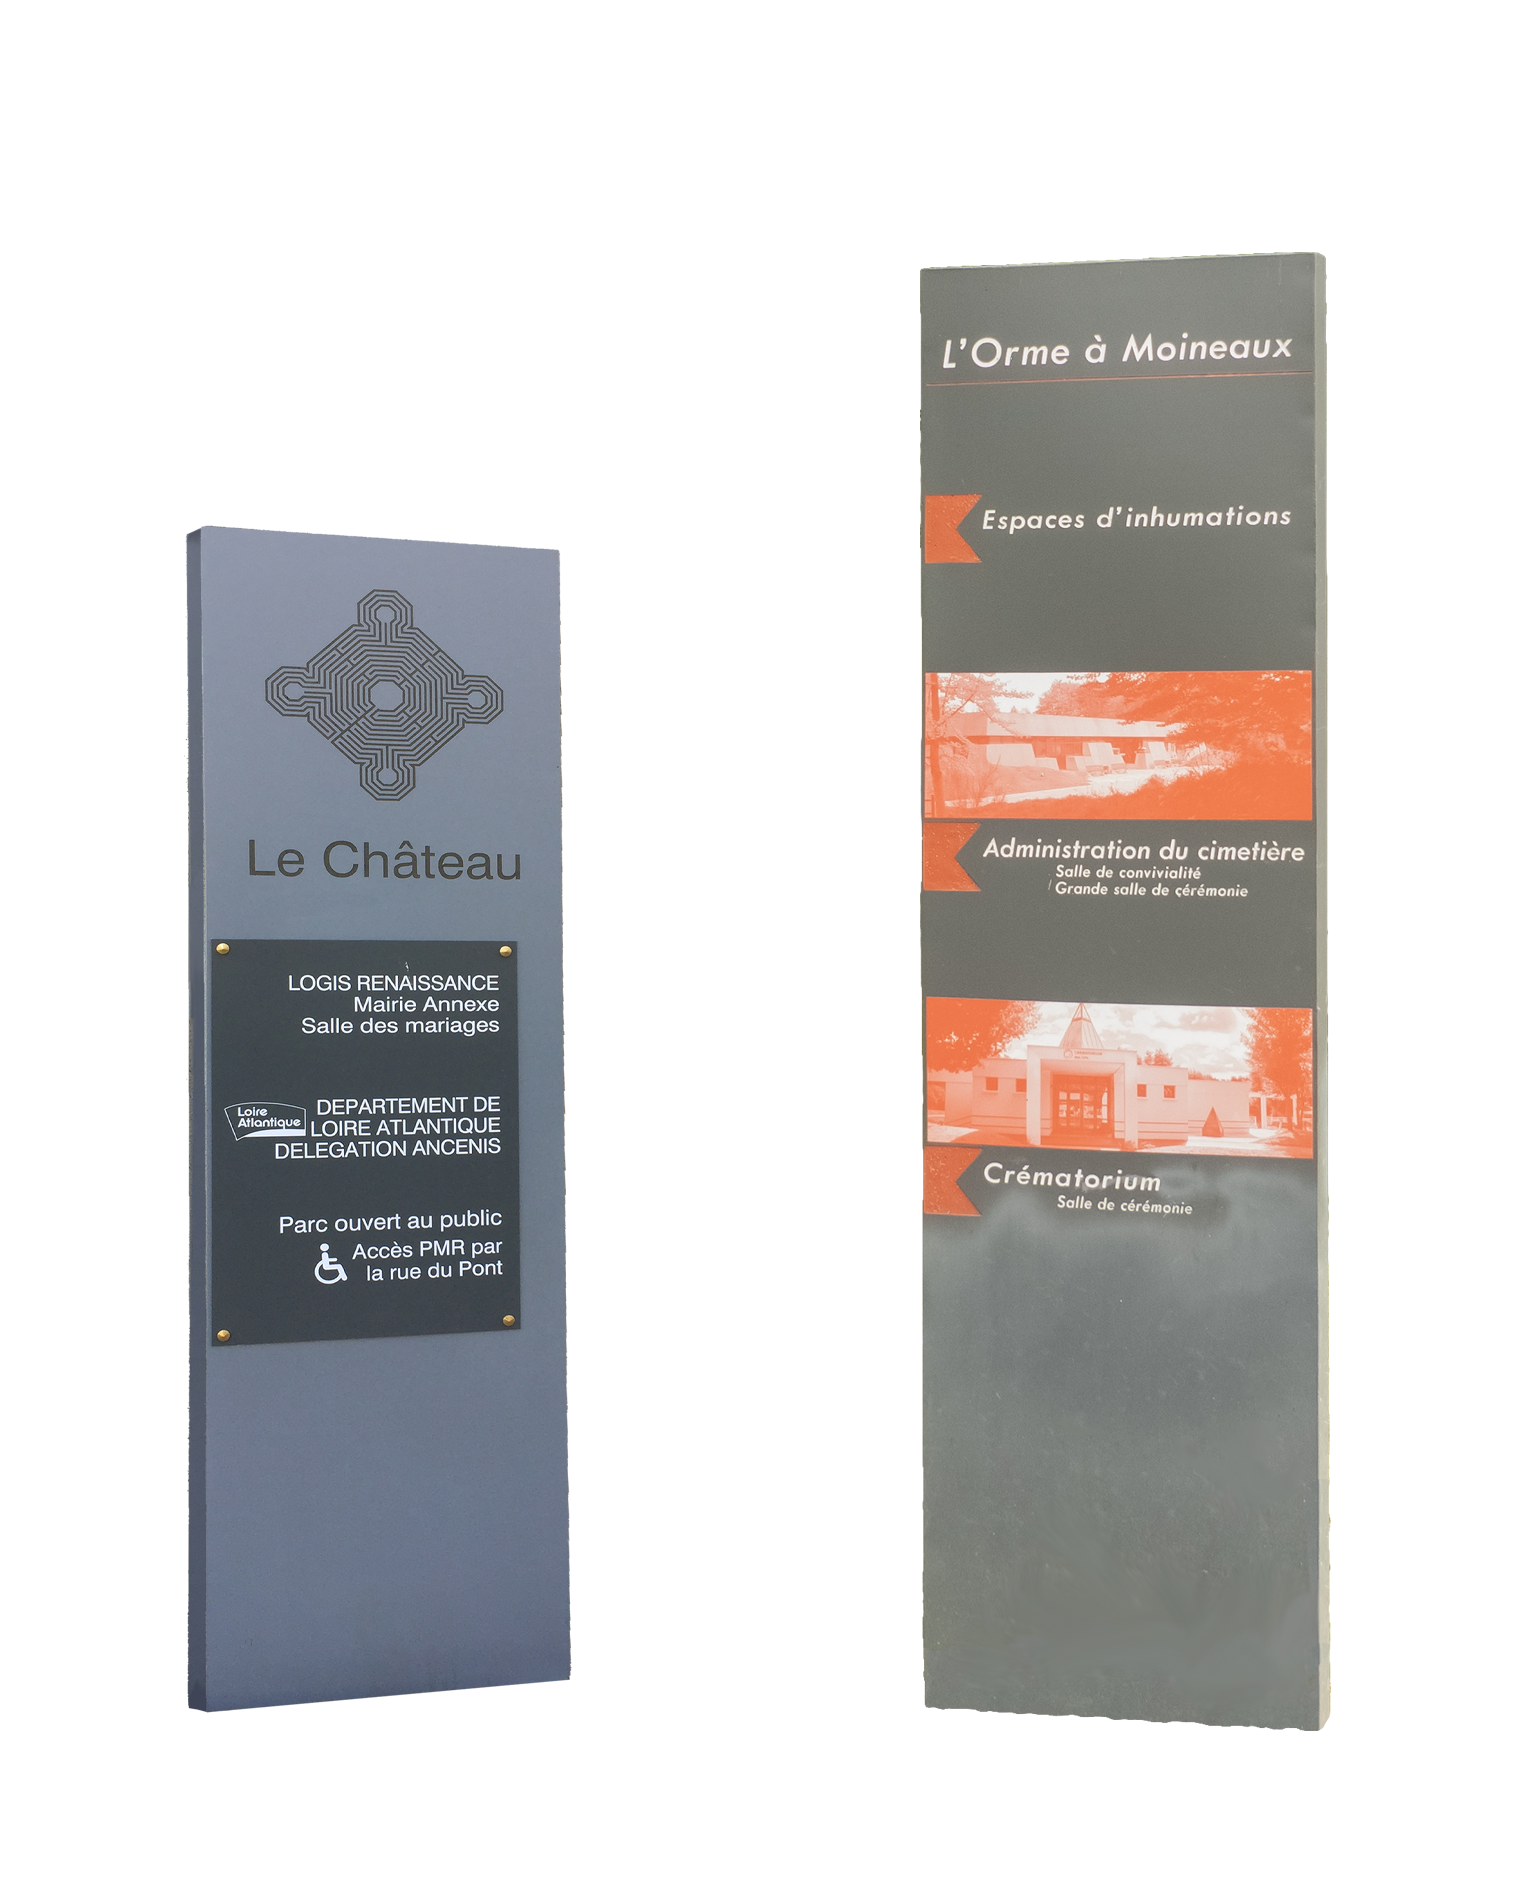 Le Château
LOGIS RENAISSANCE
Mairie Annexe
Salle des mariages
Loire
Atlantique
DEPARTEMENT DE
LOIRE ATLANTIQUE
DELEGATION ANCENIS
Parc ouvert au public
Accès PMR par
la rue du Pont
L'Orme à Moineaux
Espaces d'inhumations
Administration du cimetière
Salle de convivialité
Grande salle de cérémonie
Crématorium
Salle de cérémonie